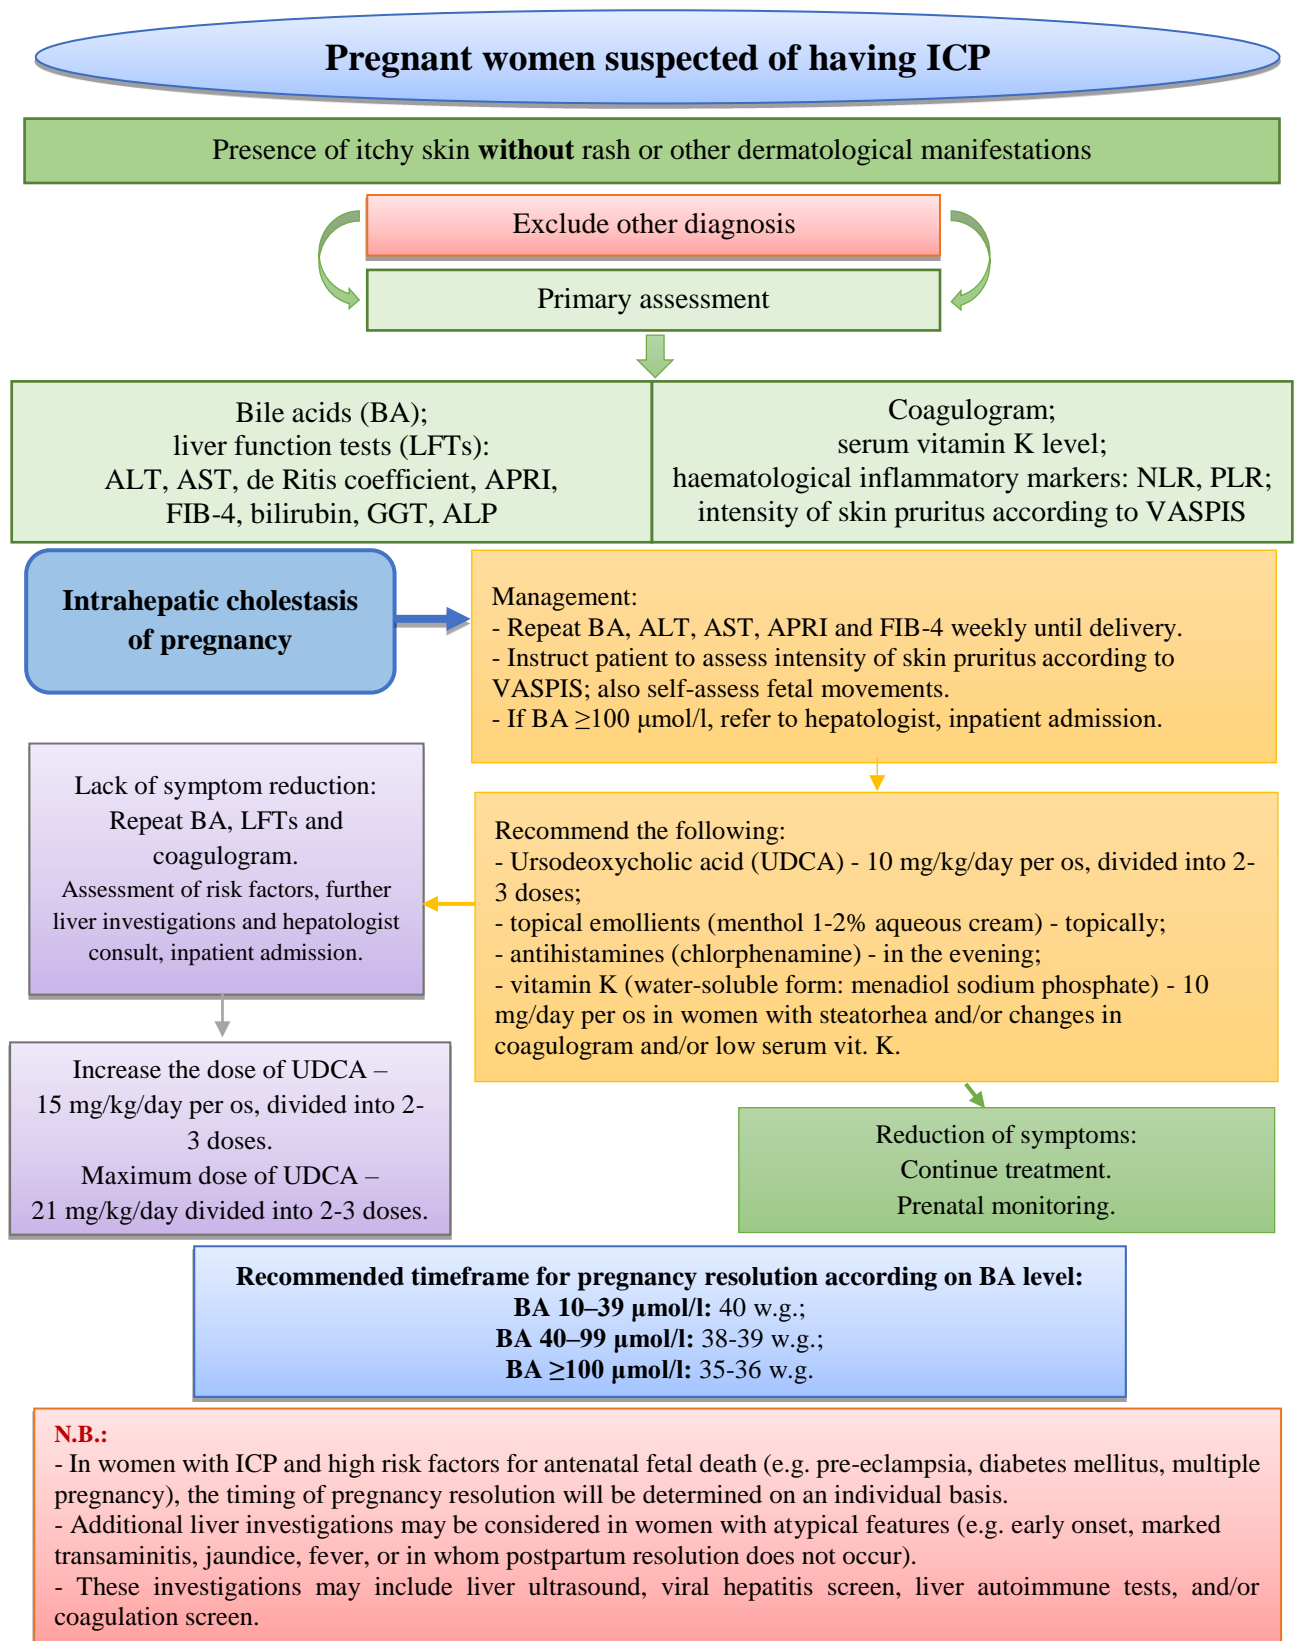 Pregnant women suspected of having ICP
Presence of itchy skin without rash or other dermatological manifestations
Exclude other diagnosis
Primary assessment
Bile acids (BA);
liver function tests (LFTs):
ALT, AST, de Ritis coefficient, APRI,
FIB-4, bilirubin, GGT, ALP
Coagulogram;
serum vitamin K level;
haematological inflammatory markers: NLR, PLR;
intensity of skin pruritus according to VASPIS
Intrahepatic cholestasis
of pregnancy
Management:
- Repeat BA, ALT, AST, APRI and FIB-4 weekly until delivery.
- Instruct patient to assess intensity of skin pruritus according to
VASPIS; also self-assess fetal movements.
- If BA ≥100 μmol/l, refer to hepatologist, inpatient admission.
Recommend the following:
- Ursodeoxycholic acid (UDCA) - 10 mg/kg/day per os, divided into 2-
3 doses;
- topical emollients (menthol 1-2% aqueous cream) - topically;
- antihistamines (chlorphenamine) - in the evening;
- vitamin K (water-soluble form: menadiol sodium phosphate) - 10
mg/day per os in women with steatorhea and/or changes in
coagulogram and/or low serum vit. K.
Lack of symptom reduction:
Repeat BA, LFTs and
coagulogram.
Assessment of risk factors, further
liver investigations and hepatologist
consult, inpatient admission.
Increase the dose of UDCA –
15 mg/kg/day per os, divided into 2-
3 doses.
Maximum dose of UDCA –
21 mg/kg/day divided into 2-3 doses.
Reduction of symptoms:
Continue treatment.
Prenatal monitoring.
Recommended timeframe for pregnancy resolution according on BA level:
BA 10–39 μmol/l: 40 w.g.;
BA 40–99 μmol/l: 38-39 w.g.;
BA ≥100 μmol/l: 35-36 w.g.
N.B.:
- In women with ICP and high risk factors for antenatal fetal death (e.g. pre-eclampsia, diabetes mellitus, multiple
pregnancy), the timing of pregnancy resolution will be determined on an individual basis.
- Additional liver investigations may be considered in women with atypical features (e.g. early onset, marked
transaminitis, jaundice, fever, or in whom postpartum resolution does not occur).
- These investigations may include liver ultrasound, viral hepatitis screen, liver autoimmune tests, and/or
coagulation screen.